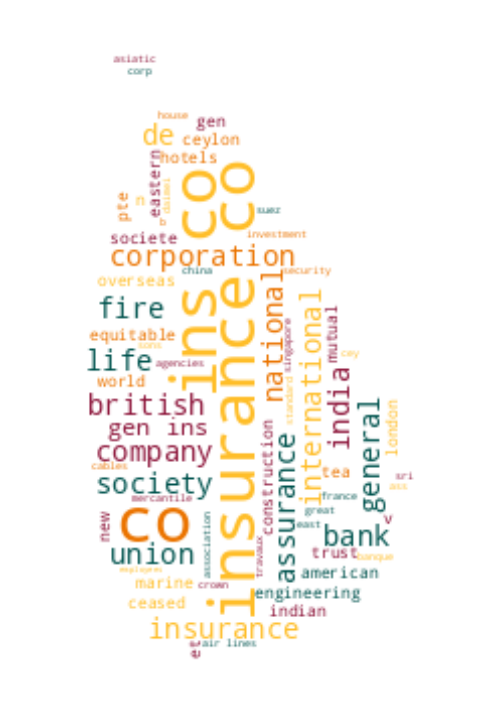 asiatic
corp
house
gen
de
ceylon
hotels
eastern
pte
n
societe
suez
investment
corporation
china
security
overseas
ins co
insurance co
national
fire
international
equitable
singapore
mutual
life
agencies
cey
world
standard
india
british
general
london
gen ins
construction
company
assurance
cables
tea
sri
ass
society
mercantile
france
co
great
new
association
east
v
bank
union
travaux
trust
banque
employees
american
marine
crown
engineering
ceased
indian
insurance
air lines